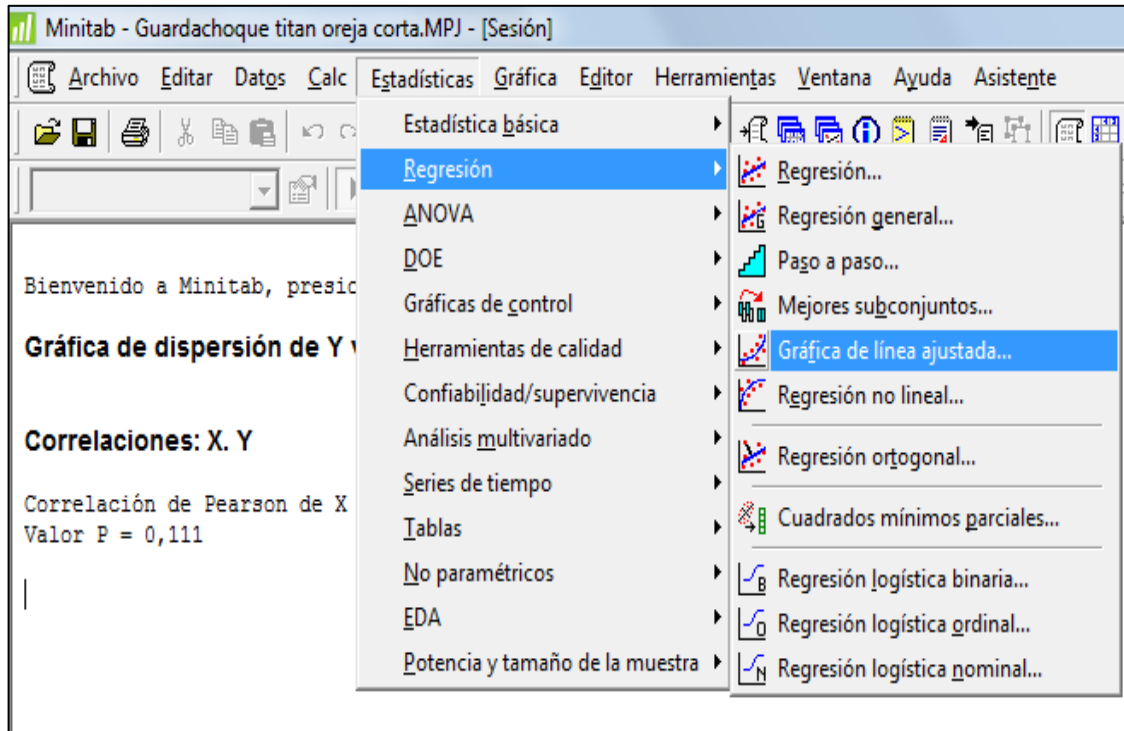 Minitab - Guardachoque titan oreja corta.MPJ - [Sesión]
Archivo Editar Datos Calc Estadísticas Gráfica Editor Herramientas Ventana Ayuda Asistente
Estadística básica
Regresión
ANOVA
DOE
Gráficas de control
Herramientas de calidad
Confiabilidad/supervivencia
Análisis multivariado
Series de tiempo
Tablas
No paramétricos
EDA
Potencia y tamaño de la muestra
Regresión...
Regresión general...
Paso a paso...
Mejores subconjuntos...
Gráfica de línea ajustada...
Regresión no lineal...
Regresión ortogonal...
Cuadrados mínimos parciales...
Regresión logística binaria...
Regresión logística ordinal...
Regresión logística nominal...
Bienvenido a Minitab,
Gráfica de dispersión de Y
Correlaciones: X. Y
Correlación de Pearson de X
Valor P = 0,111